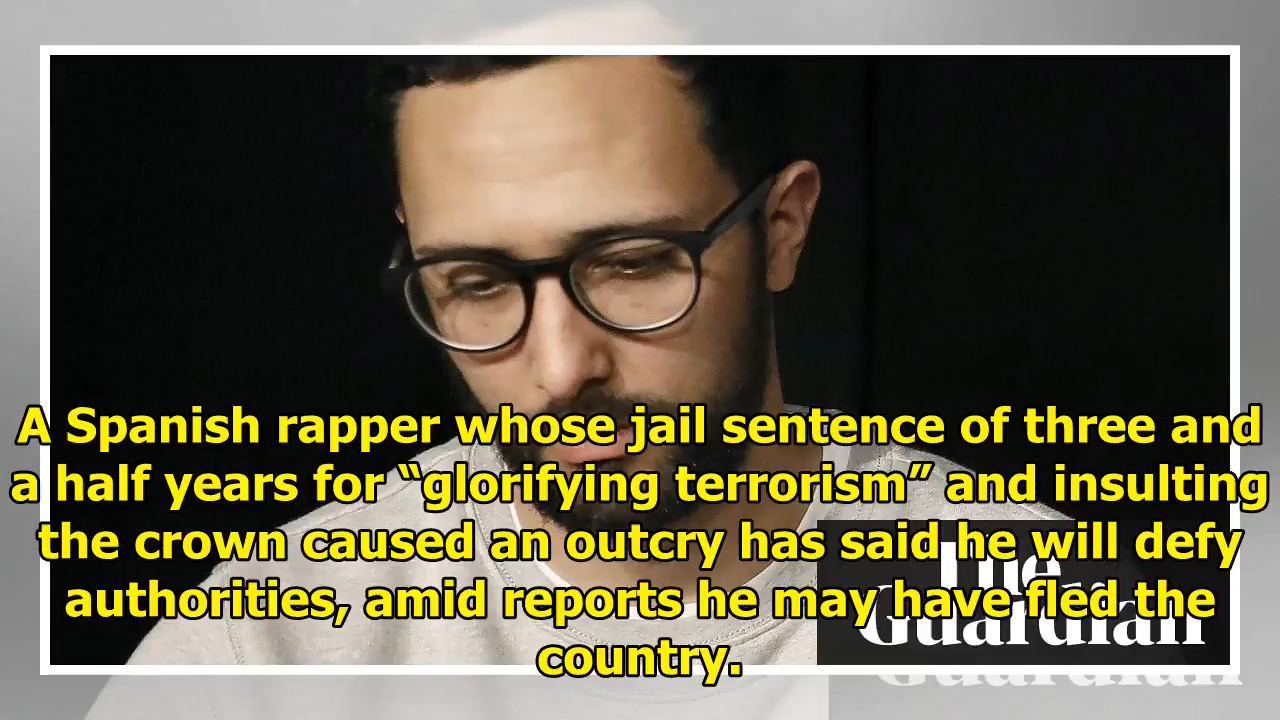 A Spanish rapper whose jail sentence of three and
a half years for “glorifying terrorism” and insulting
the crown caused an outcry has said he will defy
authorities, amid reports he may have fled the
country.
The
Guardian
Guardian